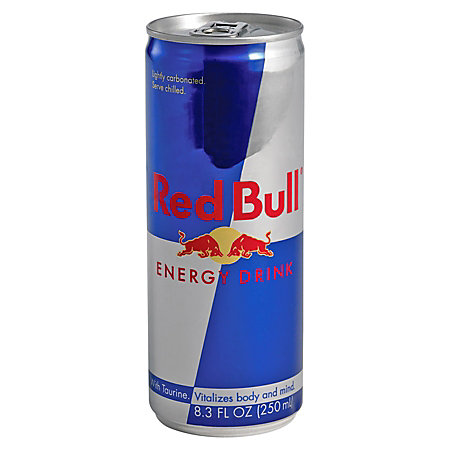 Lightly carbonated.
Serve chilled.
Red Bull®
ENERGY DRINK
With Taurine. Vitalizes body and mind.
8.3 FL OZ (250 ml)